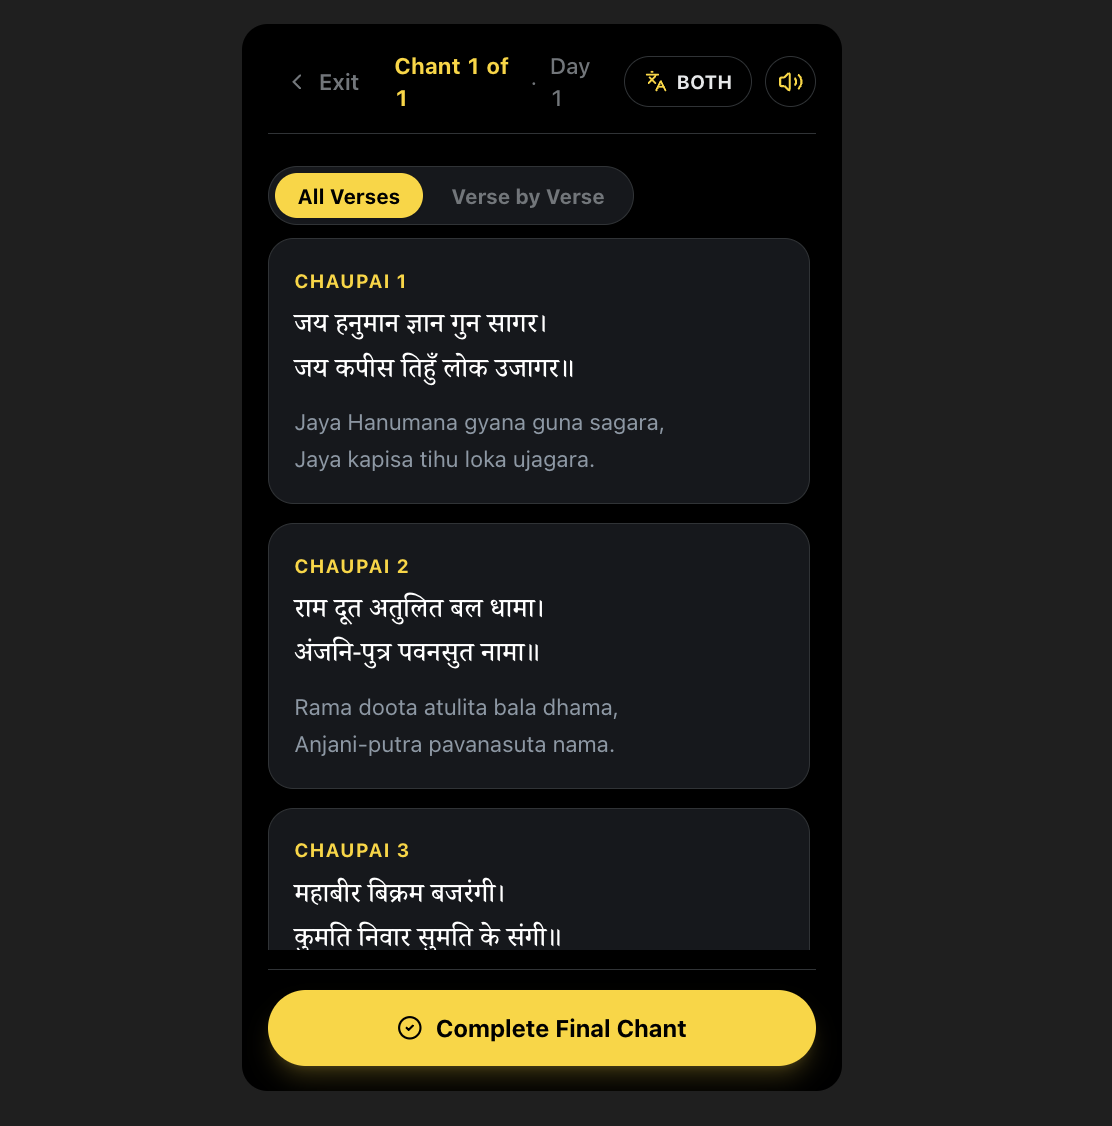 Exit
Chant 1 of
1
·
Day
1
BOTH
All Verses
Verse by Verse
CHAUPAI 1
जय हनुमान ज्ञान गुन सागर।
जय कपीस तिहुँ लोक उजागर॥
Jaya Hanumana gyana guna sagara,
Jaya kapisa tihu loka ujagara.
CHAUPAI 2
राम दूत अतुलित बल धामा।
अंजनि-पुत्र पवनसुत नामा॥
Rama doota atulita bala dhama,
Anjani-putra pavanasuta nama.
CHAUPAI 3
महाबीर बिक्रम बजरंगी।
कुमति निवार सुमति के संगी॥
Complete Final Chant